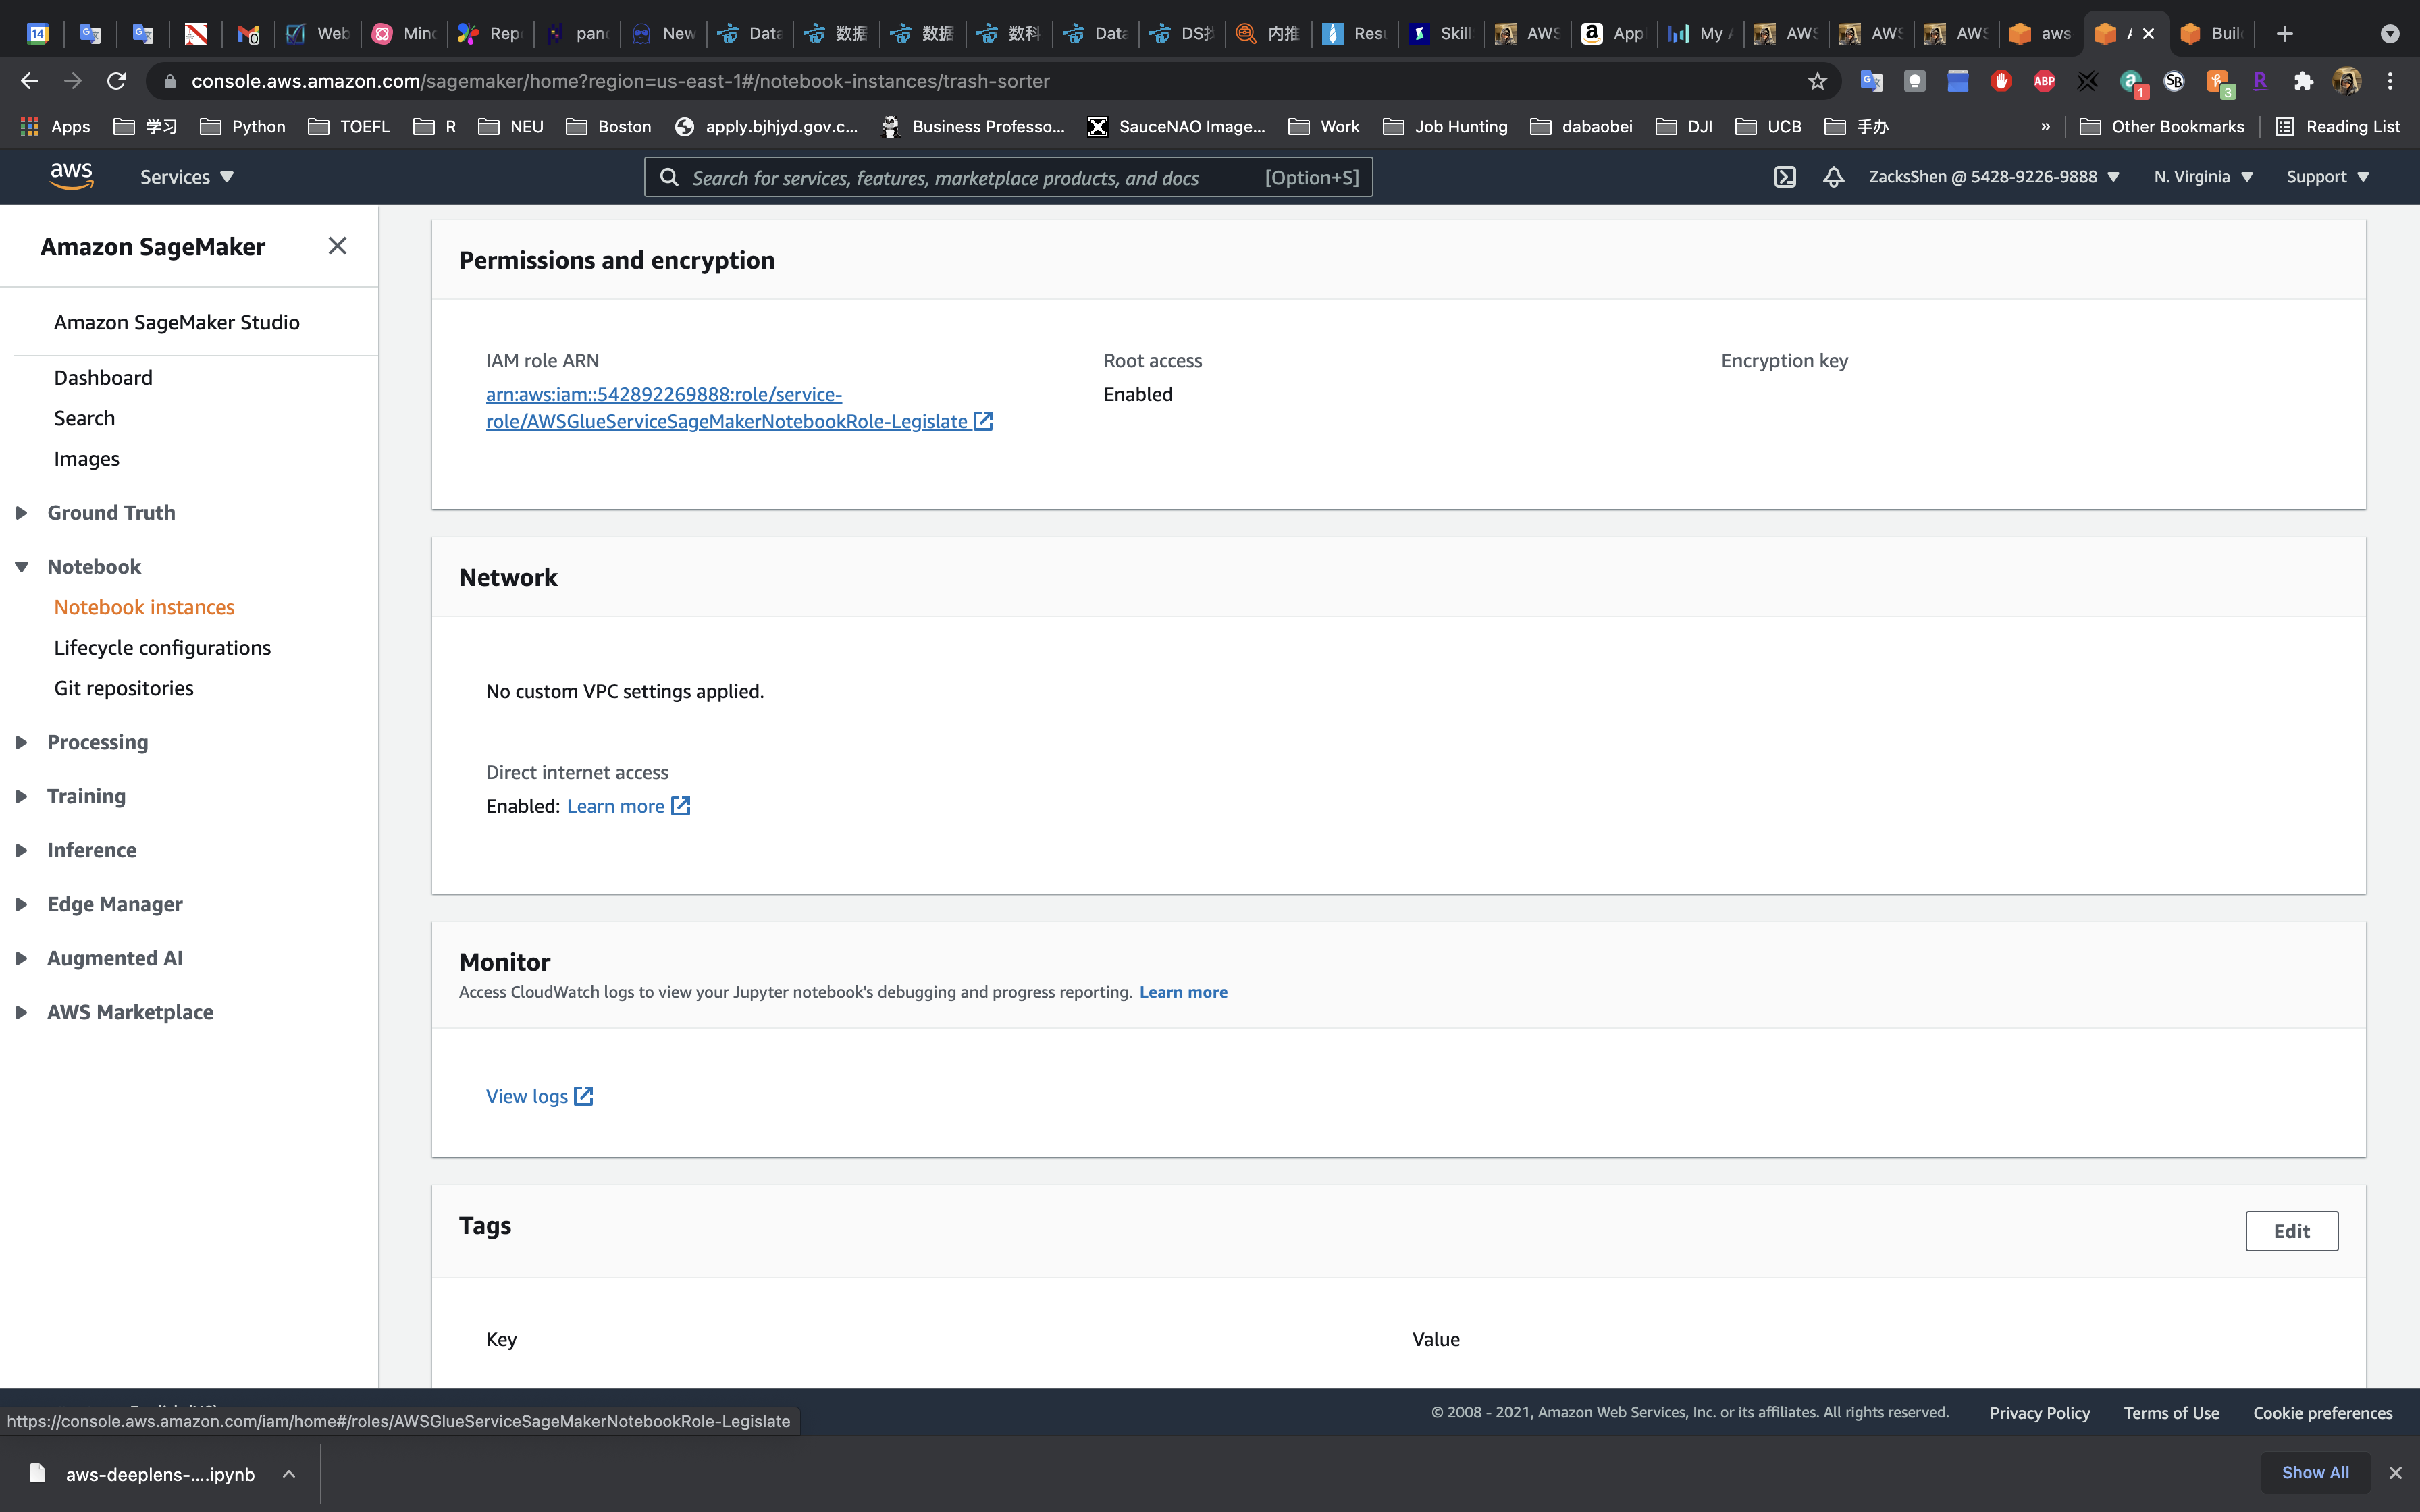 14
Web
Mind
Rep
pand
New
Data
数据
数据
数科
Data
DS找
内推
Resu
Skill
AWS
Appl
My A
AWS
AWS
AWS
aws
Buil
console.aws.amazon.com/sagemaker/home?region=us-east-1#/notebook-instances/trash-sorter
ABP
1
SB
3
R
Apps
学习
Python
TOEFL
R
NEU
Boston
apply.bjhjyd.gov.c...
Business Professo...
SauceNAO Image...
Work
Job Hunting
dabaobei
DJI
UCB
手办
»
Other Bookmarks
Reading List
aws
Services
Search for services, features, marketplace products, and docs
[Option+S]
ZacksShen @ 5428-9226-9888
N. Virginia
Support
Amazon SageMaker
Amazon SageMaker Studio
Dashboard
Search
Images
Ground Truth
Notebook
Notebook instances
Lifecycle configurations
Git repositories
Processing
Training
Inference
Edge Manager
Augmented AI
AWS Marketplace
Permissions and encryption
IAM role ARN
arn:aws:iam::542892269888:role/service-
role/AWSGlueServiceSageMakerNotebookRole-Legislate
Root access
Enabled
Encryption key
Network
No custom VPC settings applied.
Direct internet access
Enabled: Learn more
Monitor
Access CloudWatch logs to view your Jupyter notebook's debugging and progress reporting. Learn more
View logs
Tags
Edit
Key
Value
© 2008 - 2021, Amazon Web Services, Inc. or its affiliates. All rights reserved.
Privacy Policy
Terms of Use
Cookie preferences
https://console.aws.amazon.com/iam/home#/roles/AWSGlueServiceSageMakerNotebookRole-Legislate
aws-deeplens-....ipynb
Show All